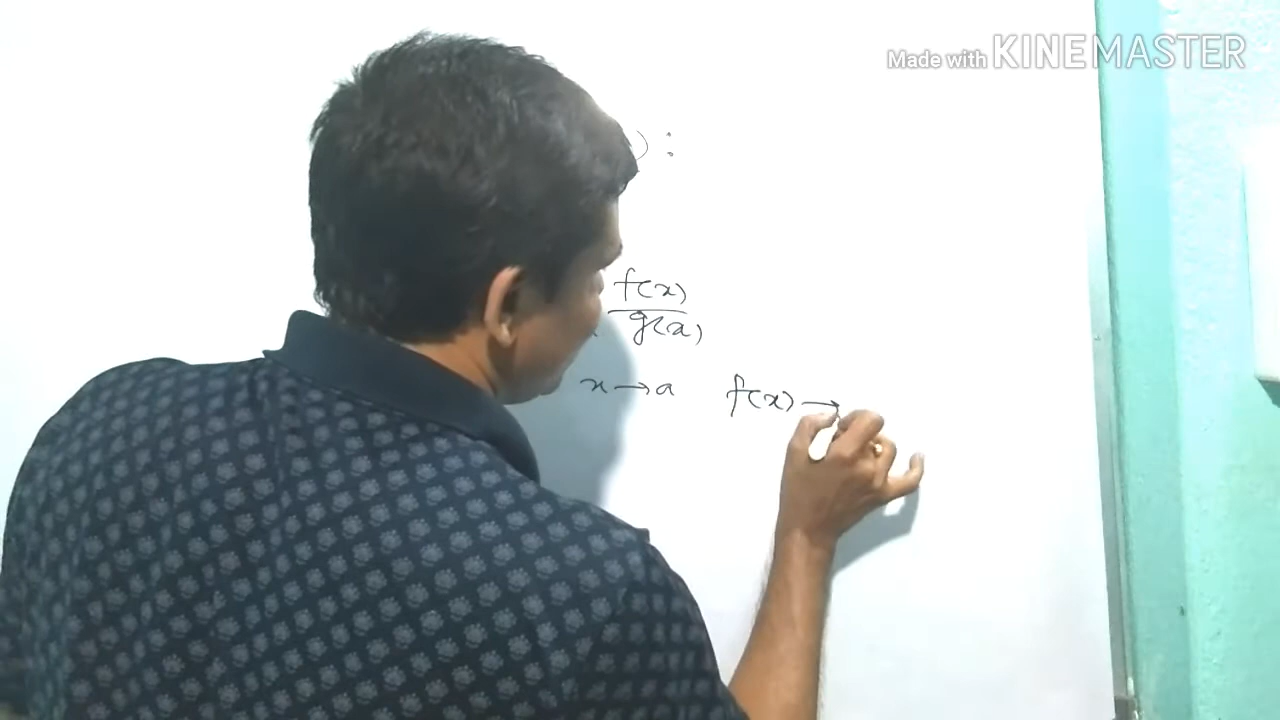 Made with KINEMASTER
) :
f(x)
g(a)
x → a f(x) →